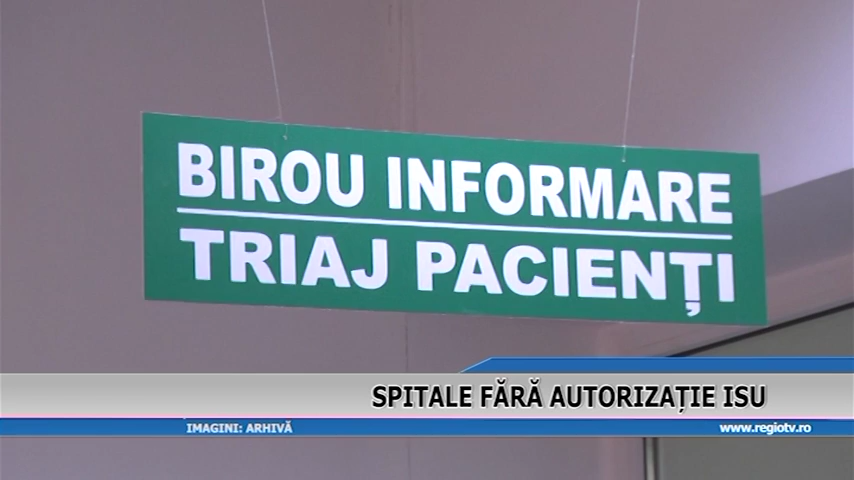 BIROU INFORMARE
TRIAJ PACIENȚI
SPITALE FĂRĂ AUTORIZAȚIE ISU
IMAGINI: ARHIVĂ
www.regiotv.ro